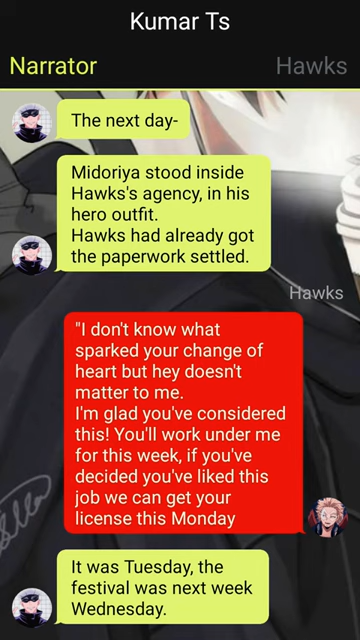 Kumar Ts
Narrator
Hawks
The next day-
Midoriya stood inside
Hawks's agency, in his
hero outfit.
Hawks had already got
the paperwork settled.
Hawks
"I don't know what
sparked your change of
heart but hey doesn't
matter to me.
I'm glad you've considered
this! You'll work under me
for this week, if you've
decided you've liked this
job we can get your
license this Monday
It was Tuesday, the
festival was next week
Wednesday.